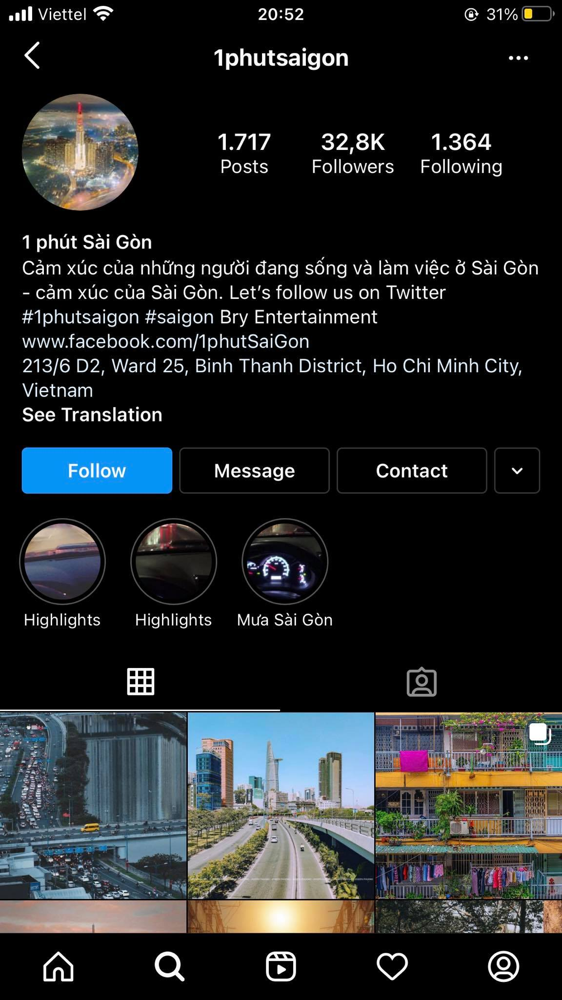 Viettel
20:52
31%
1phutsaigon
1.717
Posts
32,8K
Followers
1.364
Following
1 phút Sài Gòn
Cảm xúc của những người đang sống và làm việc ở Sài Gòn
- cảm xúc của Sài Gòn. Let’s follow us on Twitter
#1phutsaigon #saigon Bry Entertainment
www.facebook.com/1phutSaiGon
213/6 D2, Ward 25, Binh Thanh District, Ho Chi Minh City,
Vietnam
See Translation
Follow
Message
Contact
Highlights
Highlights
Mưa Sài Gòn